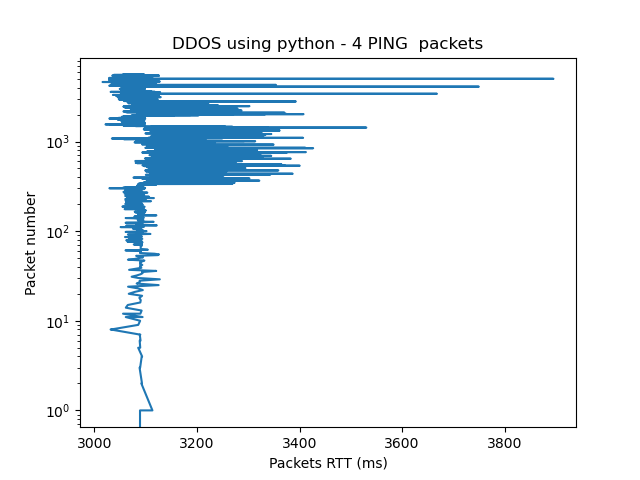 DDOS using python - 4 PING  packets
10³
10²
10¹
10⁰
Packet number
3000 3200 3400 3600 3800
Packets RTT (ms)